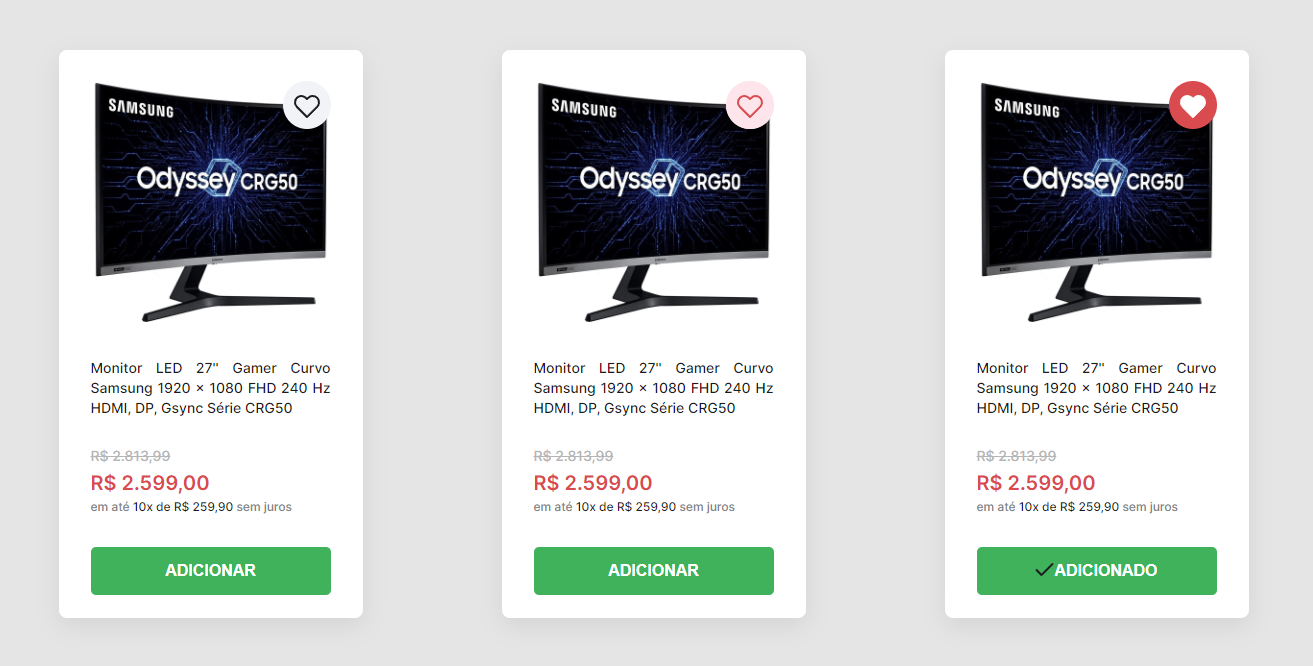 SAMSUNG
Odyssey CRG50
Monitor LED 27" Gamer Curvo
Samsung 1920 × 1080 FHD 240 Hz
HDMI, DP, Gsync Série CRG50
R$ 2.813,99
R$ 2.599,00
em até 10x de R$ 259,90 sem juros
ADICIONAR
SAMSUNG
Odyssey CRG50
Monitor LED 27" Gamer Curvo
Samsung 1920 × 1080 FHD 240 Hz
HDMI, DP, Gsync Série CRG50
R$ 2.813,99
R$ 2.599,00
em até 10x de R$ 259,90 sem juros
ADICIONAR
SAMSUNG
Odyssey CRG50
Monitor LED 27" Gamer Curvo
Samsung 1920 × 1080 FHD 240 Hz
HDMI, DP, Gsync Série CRG50
R$ 2.813,99
R$ 2.599,00
em até 10x de R$ 259,90 sem juros
ADICIONADO